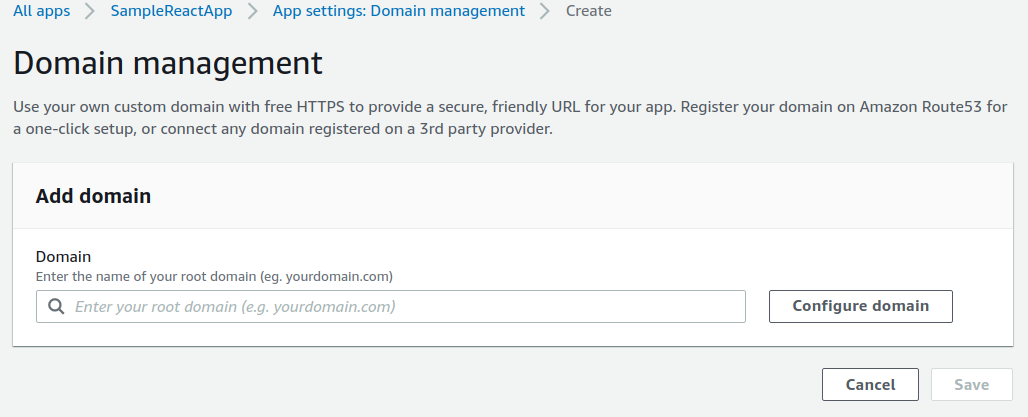 All apps > SampleReactApp > App settings: Domain management > Create
Domain management
Use your own custom domain with free HTTPS to provide a secure, friendly URL for your app. Register your domain on Amazon Route53 for
a one-click setup, or connect any domain registered on a 3rd party provider.
Add domain
Domain
Enter the name of your root domain (eg. yourdomain.com)
Enter your root domain (e.g. yourdomain.com) Configure domain
Cancel Save